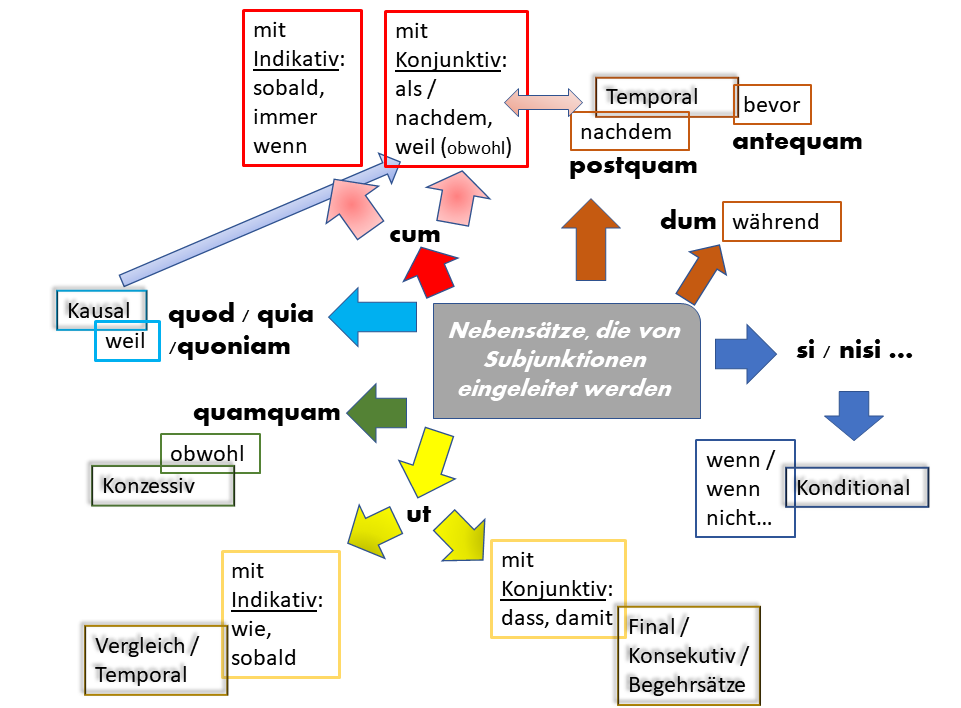 mit
Indikativ:
sobald,
immer
wenn
mit
Konjunktiv:
als /
nachdem,
weil (obwohl)
Temporal
bevor
nachdem
antequam
postquam
dum
während
cum
Kausal
weil
quod / quia
/quoniam
Nebensätze, die von
Subjunktionen
eingeleitet werden
si / nisi ...
quamquam
obwohl
Konzessiv
wenn /
wenn
nicht...
Konditional
ut
mit
Indikativ:
wie,
sobald
Vergleich /
Temporal
mit
Konjunktiv:
dass, damit
Final /
Konsekutiv /
Begehrsätze